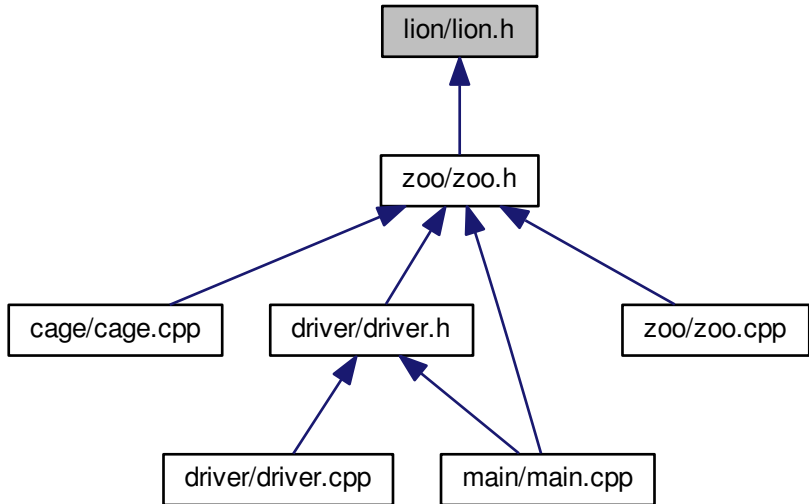 lion/lion.h
zoo/zoo.h
cage/cage.cpp
driver/driver.h
zoo/zoo.cpp
driver/driver.cpp
main/main.cpp